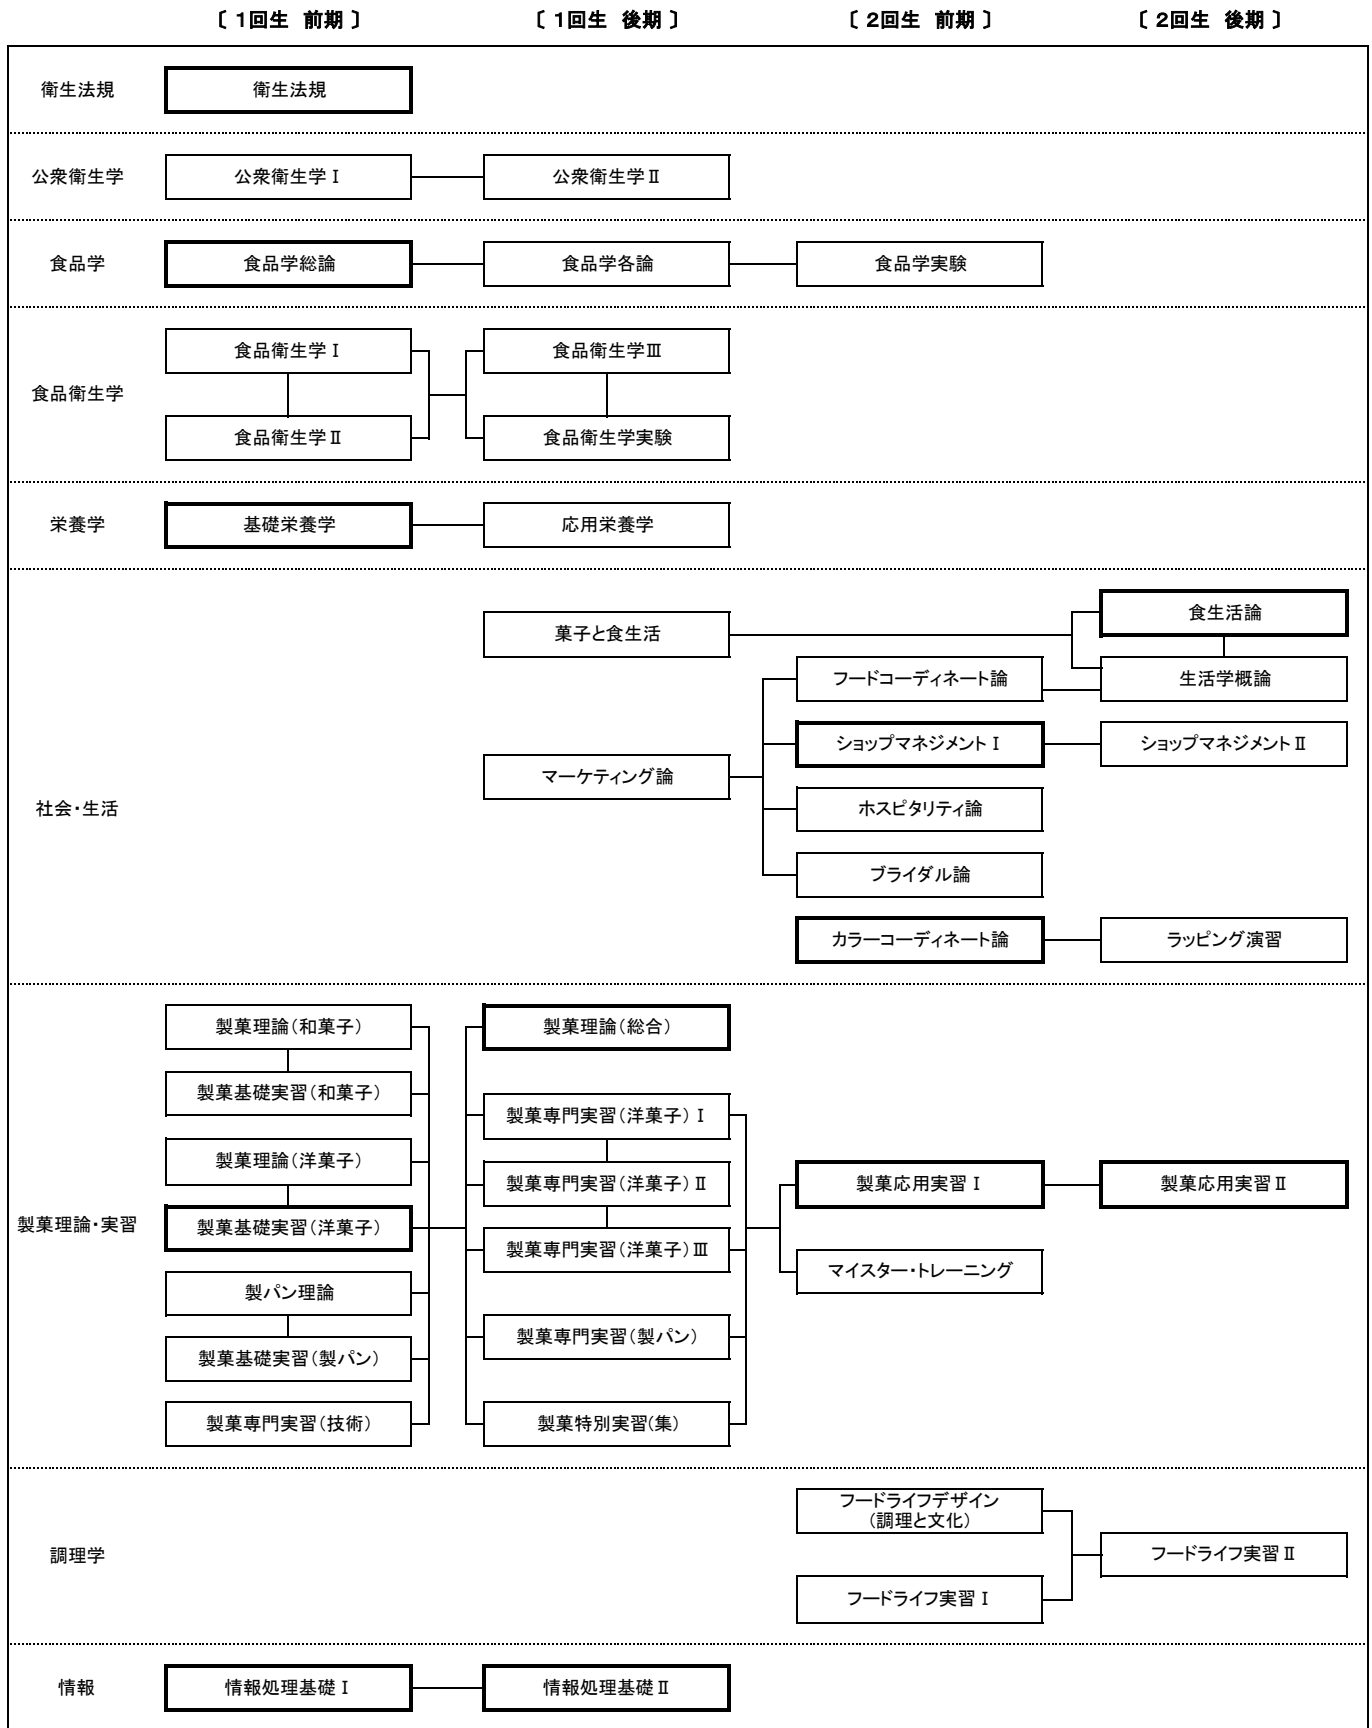 〔 1回生 前期 〕 〔 1回生 後期 〕 〔 2回生 前期 〕 〔 2回生 後期 〕
衛生法規 衛生法規
公衆衛生学 公衆衛生学Ⅰ 公衆衛生学Ⅱ
食品学 食品学総論 食品学各論 食品学実験
食品衛生学Ⅰ 食品衛生学Ⅲ
食品衛生学
食品衛生学Ⅱ 食品衛生学実験
栄養学 基礎栄養学 応用栄養学
食生活論
菓子と食生活
フードコーディネート論 生活学概論
ショップマネジメントⅠ ショップマネジメントⅡ
マーケティング論
社会・生活 ホスピタリティ論
ブライダル論
カラーコーディネート論 ラッピング演習
製菓理論(和菓子) 製菓理論(総合)
製菓基礎実習(和菓子)
製菓専門実習(洋菓子)Ⅰ
製菓理論(洋菓子)
製菓専門実習(洋菓子)Ⅱ 製菓応用実習Ⅰ 製菓応用実習Ⅱ
製菓理論・実習 製菓基礎実習(洋菓子)
製菓専門実習(洋菓子)Ⅲ
マイスター・トレーニング
製パン理論
製菓専門実習(製パン)
製菓基礎実習(製パン)
製菓専門実習(技術) 製菓特別実習(集)
フードライフデザイン
(調理と文化)
調理学 フードライフ実習Ⅱ
フードライフ実習Ⅰ
情報 情報処理基礎Ⅰ 情報処理基礎Ⅱ